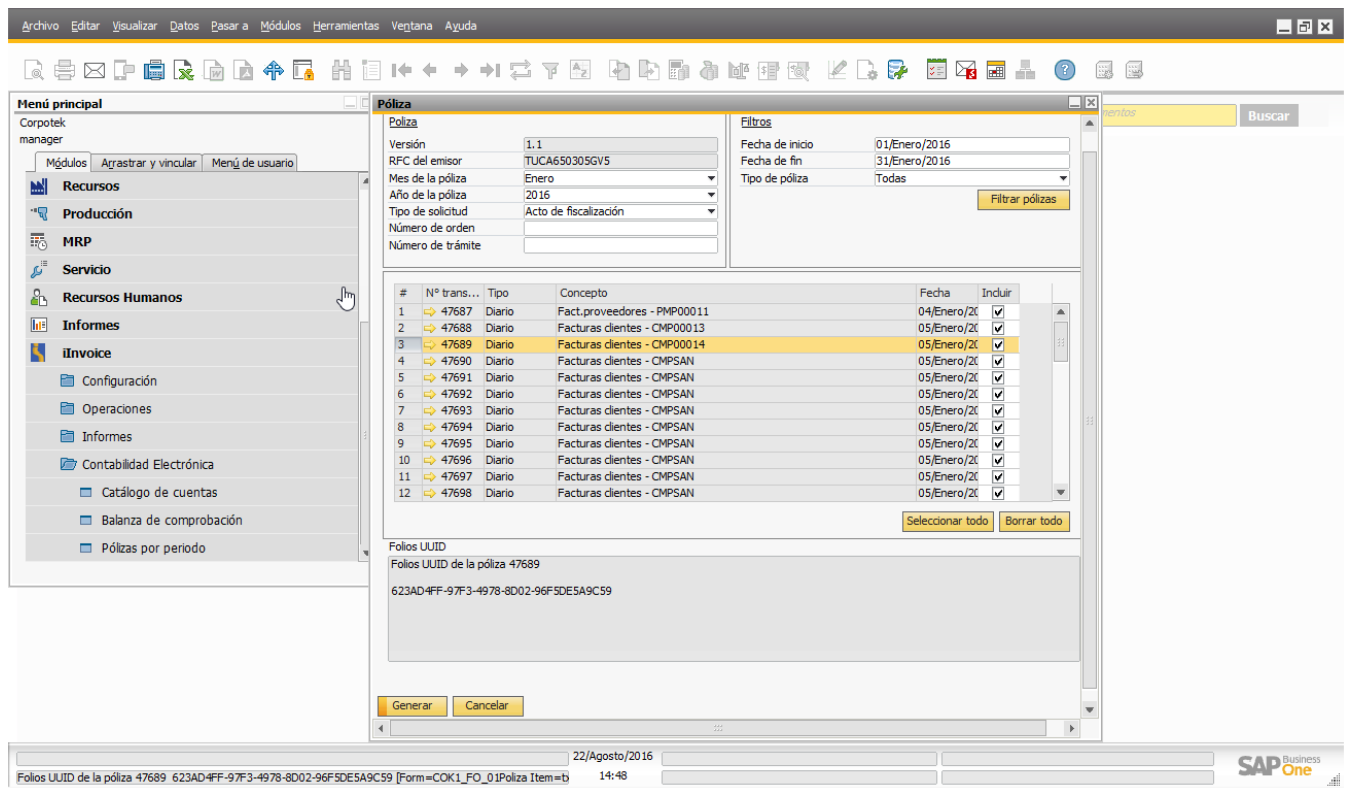 Archivo Editar Visualizar Datos Pasar a Módulos Herramientas Ventana Ayuda
Menú principal
Corpotek
manager
Módulos Arrastrar y vincular Menú de usuario
Recursos
Producción
MRP
Servicio
Recursos Humanos
Informes
iInvoice
Configuración
Operaciones
Informes
Contabilidad Electrónica
Catálogo de cuentas
Balanza de comprobación
Pólizas por periodo
Póliza
Poliza
Versión 1.1
RFC del emisor TUCA650305GV5
Mes de la póliza Enero
Año de la póliza 2016
Tipo de solicitud Acto de fiscalización
Número de orden
Número de trámite
Filtros
Fecha de inicio 01/Enero/2016
Fecha de fin 31/Enero/2016
Tipo de póliza Todas
Filtrar pólizas
Buscar
# Nº trans... Tipo Concepto Fecha Incluir
1 47687 Diario Fact.proveedores - PMP00011 04/Enero/20
2 47688 Diario Facturas clientes - CMP00013 05/Enero/20
3 47689 Diario Facturas clientes - CMP00014 05/Enero/20
4 47690 Diario Facturas clientes - CMPSAN 05/Enero/20
5 47691 Diario Facturas clientes - CMPSAN 05/Enero/20
6 47692 Diario Facturas clientes - CMPSAN 05/Enero/20
7 47693 Diario Facturas clientes - CMPSAN 05/Enero/20
8 47694 Diario Facturas clientes - CMPSAN 05/Enero/20
9 47695 Diario Facturas clientes - CMPSAN 05/Enero/20
10 47696 Diario Facturas clientes - CMPSAN 05/Enero/20
11 47697 Diario Facturas clientes - CMPSAN 05/Enero/20
12 47698 Diario Facturas clientes - CMPSAN 05/Enero/20
Seleccionar todo Borrar todo
Folios UUID
Folios UUID de la póliza 47689
623AD4FF-97F3-4978-8D02-96F5DE5A9C59
Generar Cancelar
22/Agosto/2016
Folios UUID de la póliza 47689 623AD4FF-97F3-4978-8D02-96F5DE5A9C59 [Form=COK1_FO_01Poliza Item=tx
14:48
SAP Business One